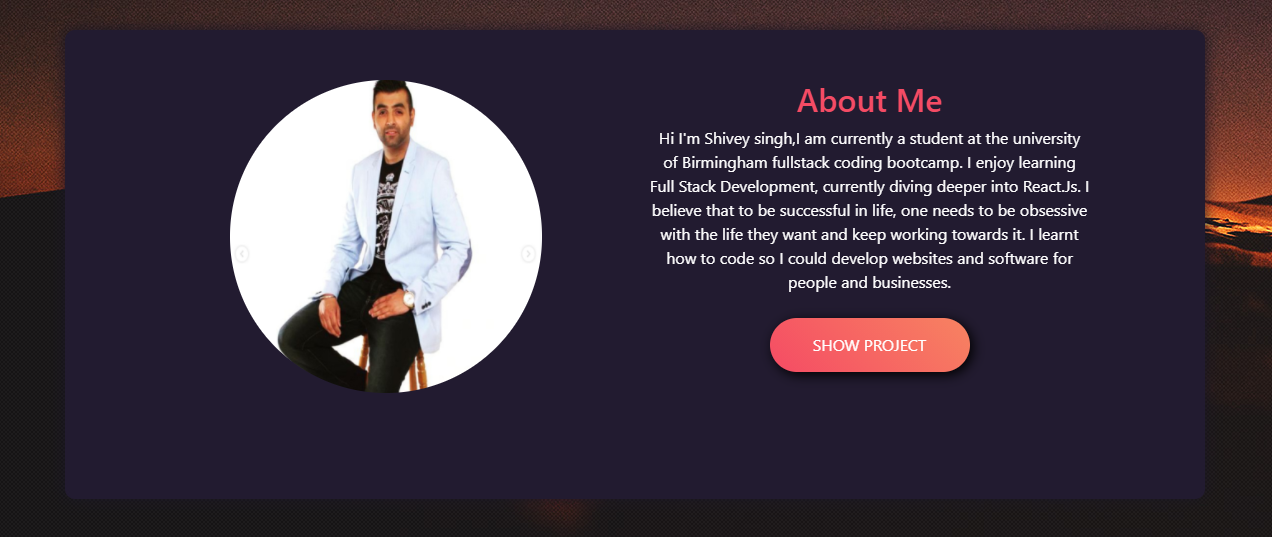 About Me
Hi I'm Shivey singh,I am currently a student at the university
of Birmingham fullstack coding bootcamp. I enjoy learning
Full Stack Development, currently diving deeper into React.Js. I
believe that to be successful in life, one needs to be obsessive
with the life they want and keep working towards it. I learnt
how to code so I could develop websites and software for
people and businesses.
SHOW PROJECT